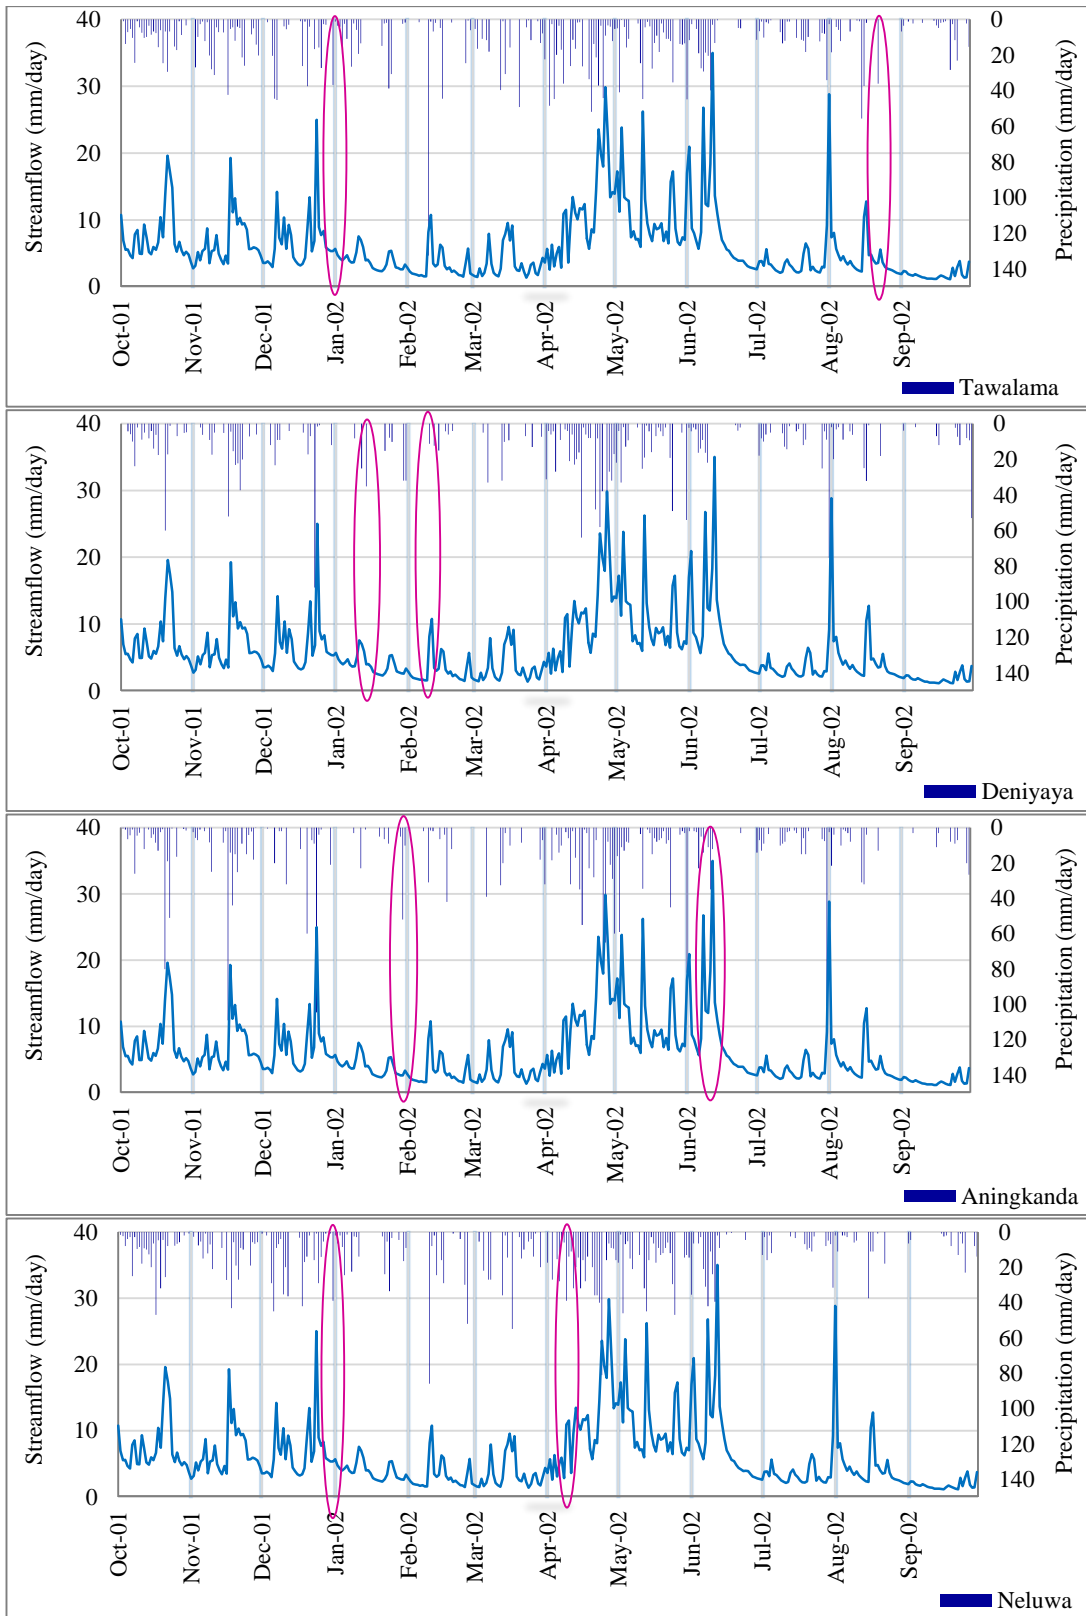 40 0
30 20
20 40
10 60
0 80
100
120
140
Streamflow (mm/day)
Precipitation (mm/day)
Oct-01 Nov-01 Dec-01 Jan-02 Feb-02 Mar-02 Apr-02 May-02 Jun-02 Jul-02 Aug-02 Sep-02
Tawalama
40 0
30 20
20 40
10 60
0 80
100
120
140
Streamflow (mm/day)
Precipitation (mm/day)
Oct-01 Nov-01 Dec-01 Jan-02 Feb-02 Mar-02 Apr-02 May-02 Jun-02 Jul-02 Aug-02 Sep-02
Deniyaya
40 0
30 20
20 40
10 60
0 80
100
120
140
Streamflow (mm/day)
Precipitation (mm/day)
Oct-01 Nov-01 Dec-01 Jan-02 Feb-02 Mar-02 Apr-02 May-02 Jun-02 Jul-02 Aug-02 Sep-02
Aningkanda
40 0
30 20
20 40
10 60
0 80
100
120
140
Streamflow (mm/day)
Precipitation (mm/day)
Oct-01 Nov-01 Dec-01 Jan-02 Feb-02 Mar-02 Apr-02 May-02 Jun-02 Jul-02 Aug-02 Sep-02
Neluwa